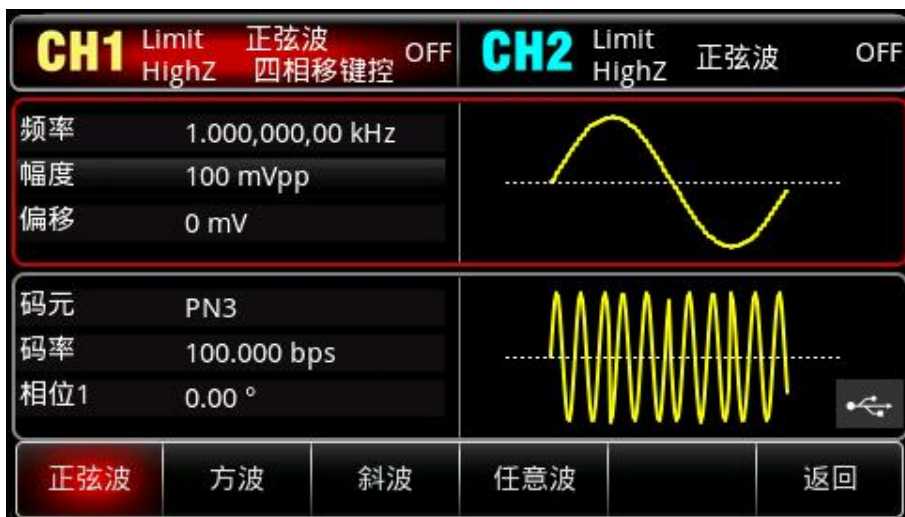 CH1 Limit 正弦波 OFF CH2 Limit 正弦波 OFF
HighZ 四相移键控 HighZ
频率 1.000,000,00 kHz
幅度 100 mVpp
偏移 0 mV
码元 PN3
码率 100.000 bps
相位1 0.00 °
正弦波 方波 斜波 任意波 返回